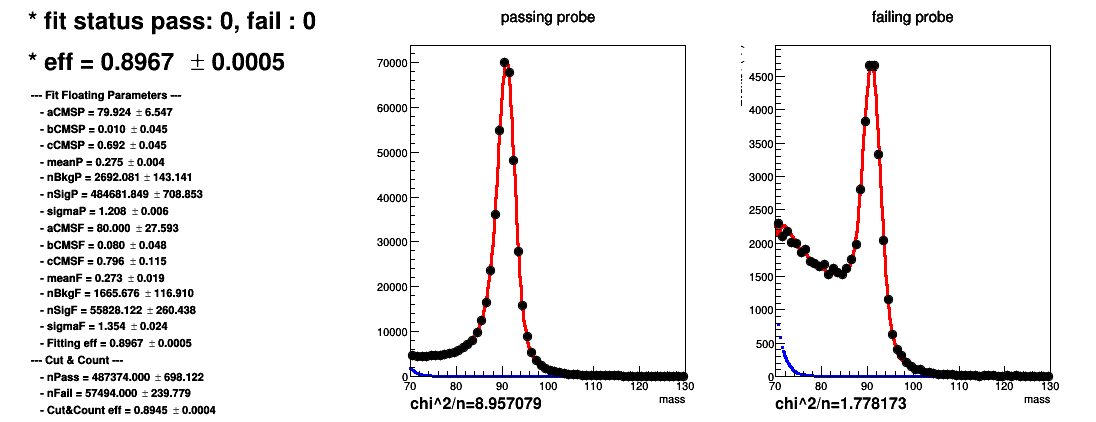 * fit status pass: 0, fail : 0
* eff = 0.8967 ± 0.0005
--- Fit Floating Parameters ---
- aCMSP = 79.924 ± 6.547
- bCMSP = 0.010 ± 0.045
- cCMSP = 0.692 ± 0.045
- meanP = 0.275 ± 0.004
- nBkgP = 2692.081 ± 143.141
- nSigP = 484681.849 ± 708.853
- sigmaP = 1.208 ± 0.006
- aCMSF = 80.000 ± 27.593
- bCMSF = 0.080 ± 0.048
- cCMSF = 0.796 ± 0.115
- meanF = 0.273 ± 0.019
- nBkgF = 1665.676 ± 116.910
- nSigF = 55828.122 ± 260.438
- sigmaF = 1.354 ± 0.024
- Fitting eff = 0.8967 ± 0.0005
--- Cut & Count ---
- nPass = 487374.000 ± 698.122
- nFail = 57494.000 ± 239.779
- Cut&Count eff = 0.8945 ± 0.0004
passing probe
70000
60000
50000
40000
30000
20000
10000
0
70 80 90 100 110 120 130
mass
chi^2/n=8.957079
failing probe
4500
4000
3500
3000
2500
2000
1500
1000
500
0
70 80 90 100 110 120 130
mass
chi^2/n=1.778173